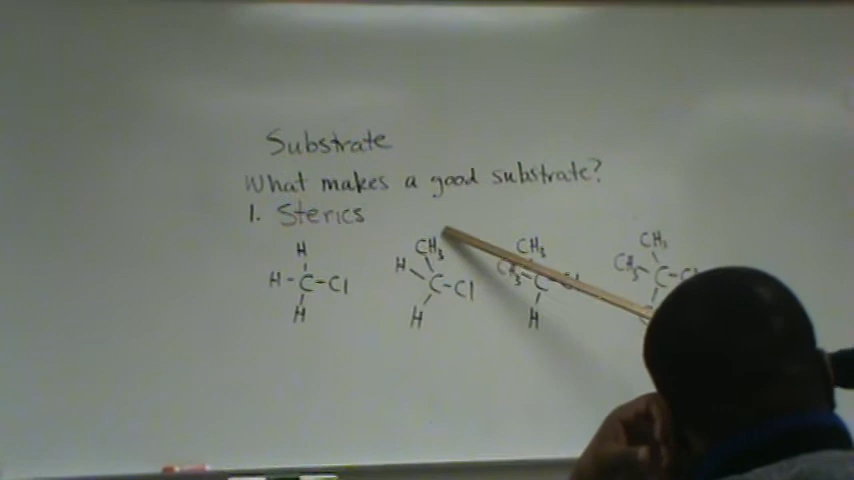 Substrate
What makes a good substrate?
1. Sterics
H CH3 CH3 CH3
H CH3 CH3
H-C-Cl C-Cl C-Cl C-Cl
H H H